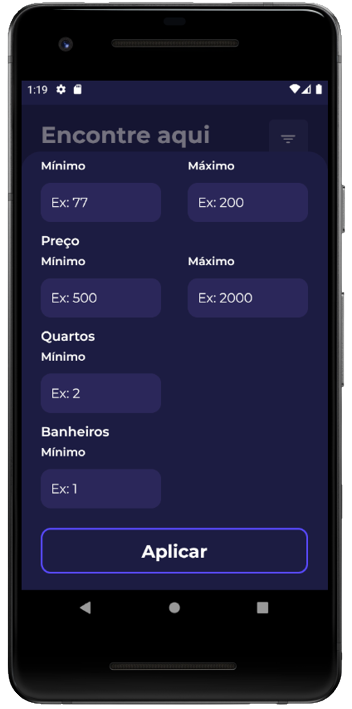 1:19
Encontre aqui
Mínimo Máximo
Ex: 77 Ex: 200
Preço
Mínimo Máximo
Ex: 500 Ex: 2000
Quartos
Mínimo
Ex: 2
Banheiros
Mínimo
Ex: 1
Aplicar